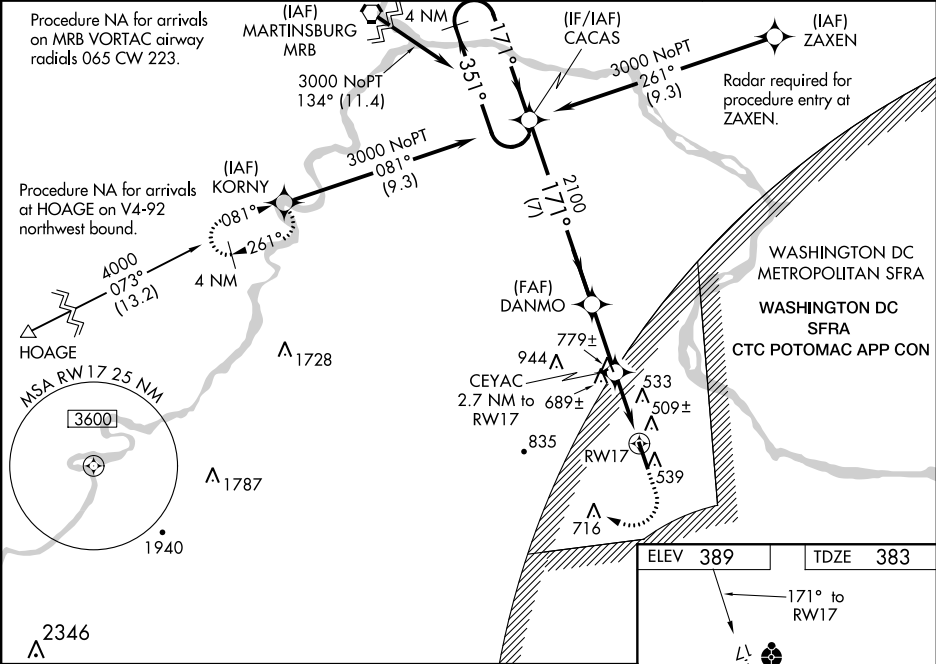 Procedure NA for arrivals
on MRB VORTAC airway
radials 065 CW 223.
(IAF)
MARTINSBURG
MRB
4 NM
171°
351°
(IF/IAF)
CACAS
(IAF)
ZAXEN
3000 NoPT
134° (11.4)
3000 NoPT
261°
(9.3)
Radar required for
procedure entry at
ZAXEN.
3000 NoPT
081°
(9.3)
(IAF)
KORNY
Procedure NA for arrivals
at HOAGE on V4-92
northwest bound.
081°
261°
4 NM
4000
073°
(13.2)
HOAGE
2100
171°
(7)
WASHINGTON DC
METROPOLITAN SFRA
WASHINGTON DC
SFRA
CTC POTOMAC APP CON
(FAF)
DANMO
779±
944
1728
CEYAC
2.7 NM to
RW17
689±
533
509±
MSA RW17 25 NM
3600
835
RW17
539
1787
716
1940
2346
ELEV 389
TDZE 383
171° to
RW17
17